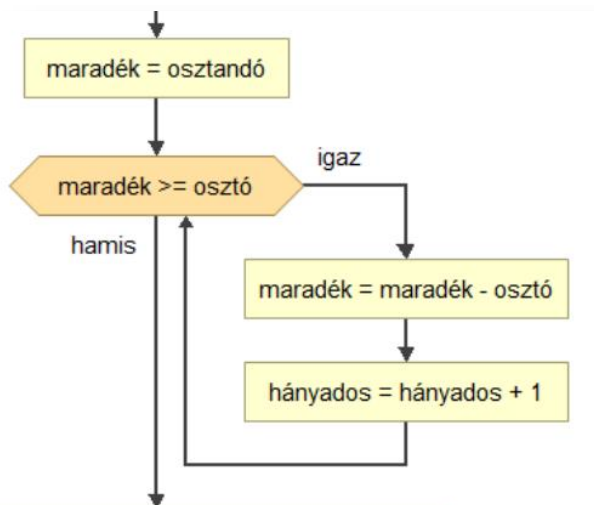 maradék = osztandó
igaz
maradék >= osztó
hamis
maradék = maradék - osztó
hányados = hányados + 1